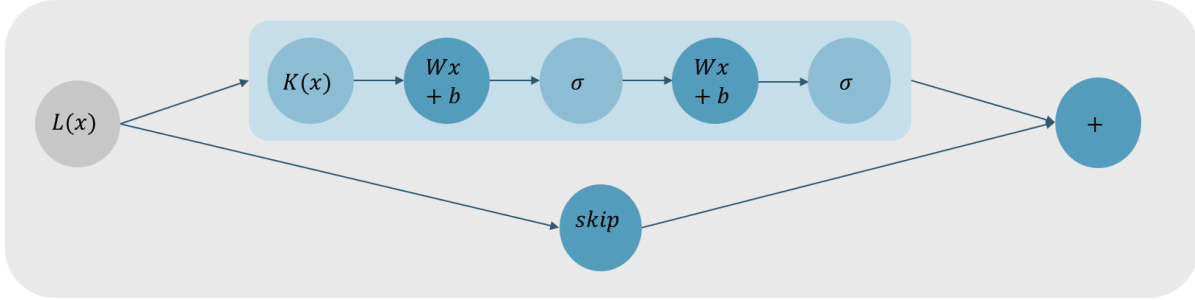 L(x)
K(x)
Wx
+ b
σ
Wx
+ b
σ
skip
+